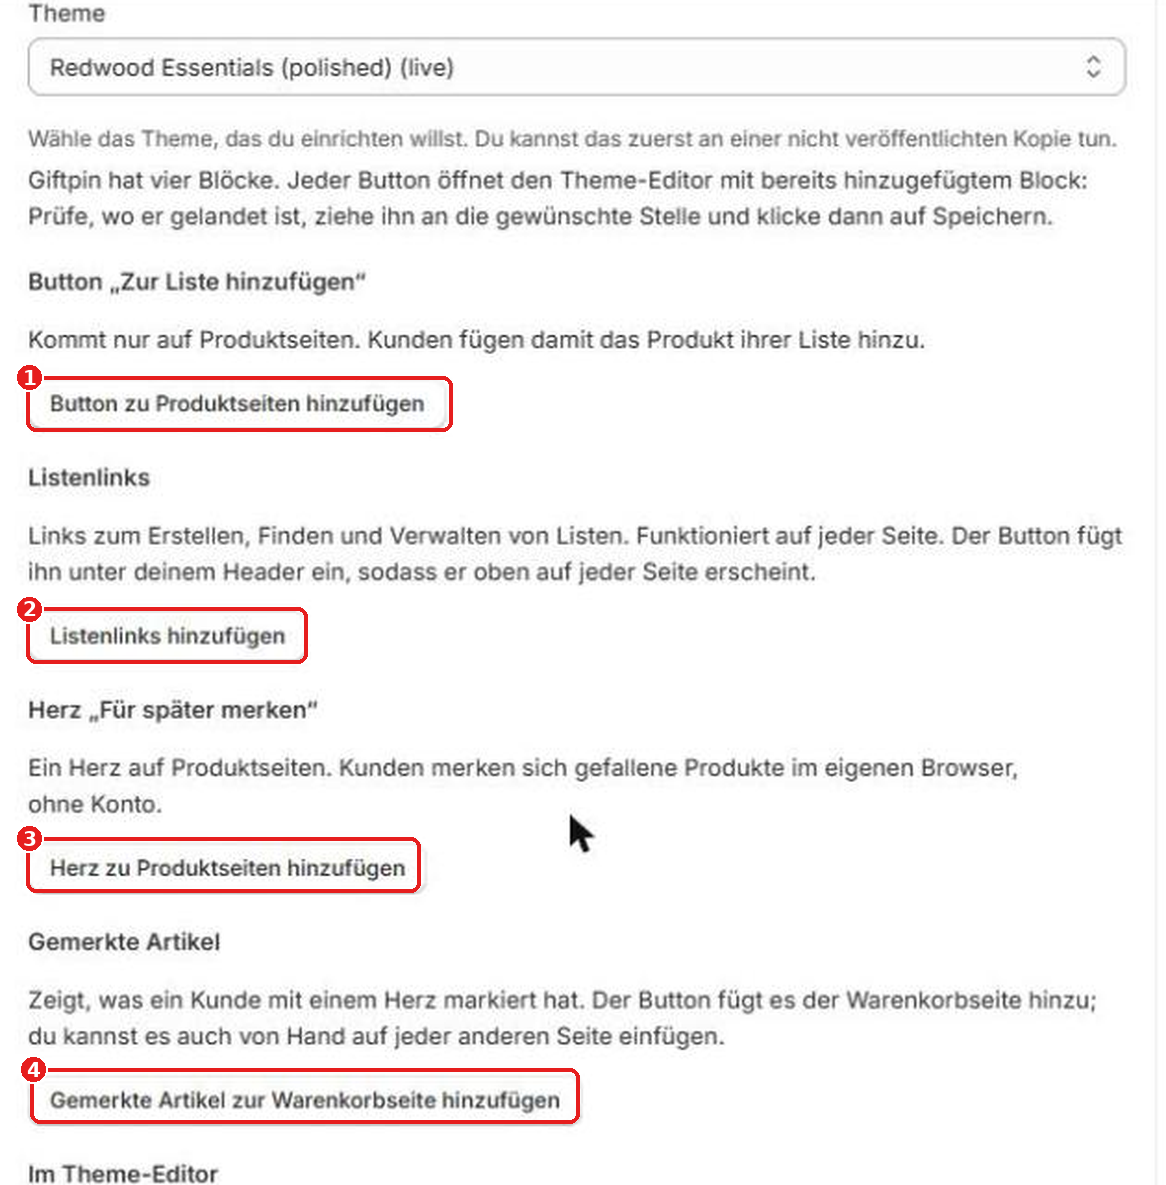 Theme
Redwood Essentials (polished) (live)
Wähle das Theme, das du einrichten willst. Du kannst das zuerst an einer nicht veröffentlichten Kopie tun.
Giftpin hat vier Blöcke. Jeder Button öffnet den Theme-Editor mit bereits hinzugefügtem Block:
Prüfe, wo er gelandet ist, ziehe ihn an die gewünschte Stelle und klicke dann auf Speichern.
Button „Zur Liste hinzufügen“
Kommt nur auf Produktseiten. Kunden fügen damit das Produkt ihrer Liste hinzu.
1
Button zu Produktseiten hinzufügen
Listenlinks
Links zum Erstellen, Finden und Verwalten von Listen. Funktioniert auf jeder Seite. Der Button fügt
ihn unter deinem Header ein, sodass er oben auf jeder Seite erscheint.
2
Listenlinks hinzufügen
Herz „Für später merken“
Ein Herz auf Produktseiten. Kunden merken sich gefallene Produkte im eigenen Browser,
ohne Konto.
3
Herz zu Produktseiten hinzufügen
Gemerkte Artikel
Zeigt, was ein Kunde mit einem Herz markiert hat. Der Button fügt es der Warenkorbseite hinzu;
du kannst es auch von Hand auf jeder anderen Seite einfügen.
4
Gemerkte Artikel zur Warenkorbseite hinzufügen
Im Theme-Editor